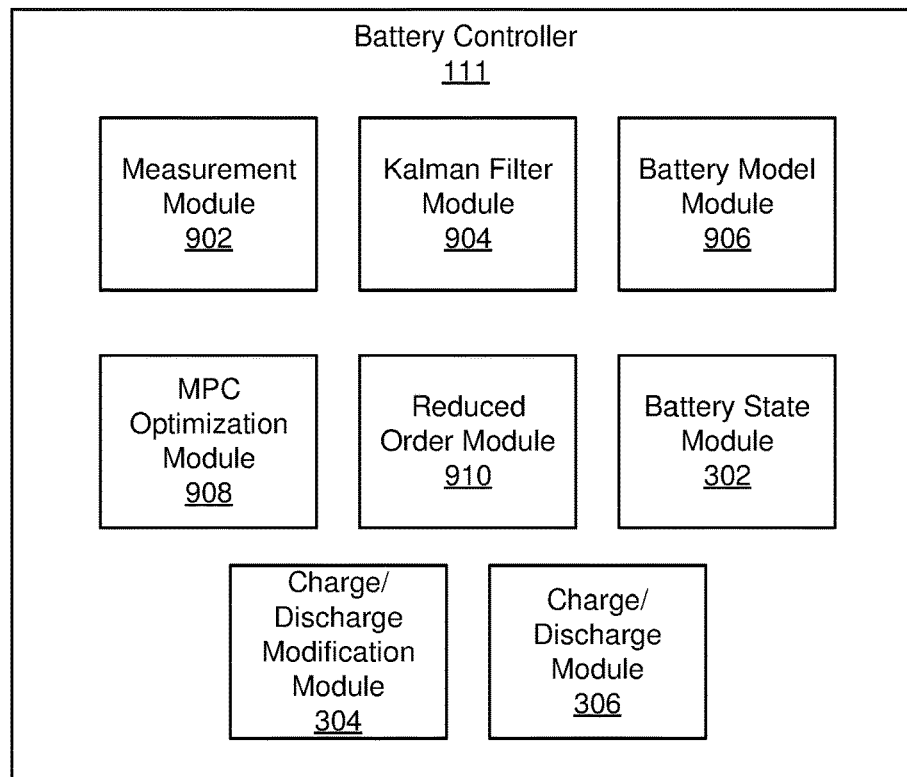 Battery Controller
111
Measurement
Module
902
Kalman Filter
Module
904
Battery Model
Module
906
MPC
Optimization
Module
908
Reduced
Order Module
910
Battery State
Module
302
Charge/
Discharge
Modification
Module
304
Charge/
Discharge
Module
306